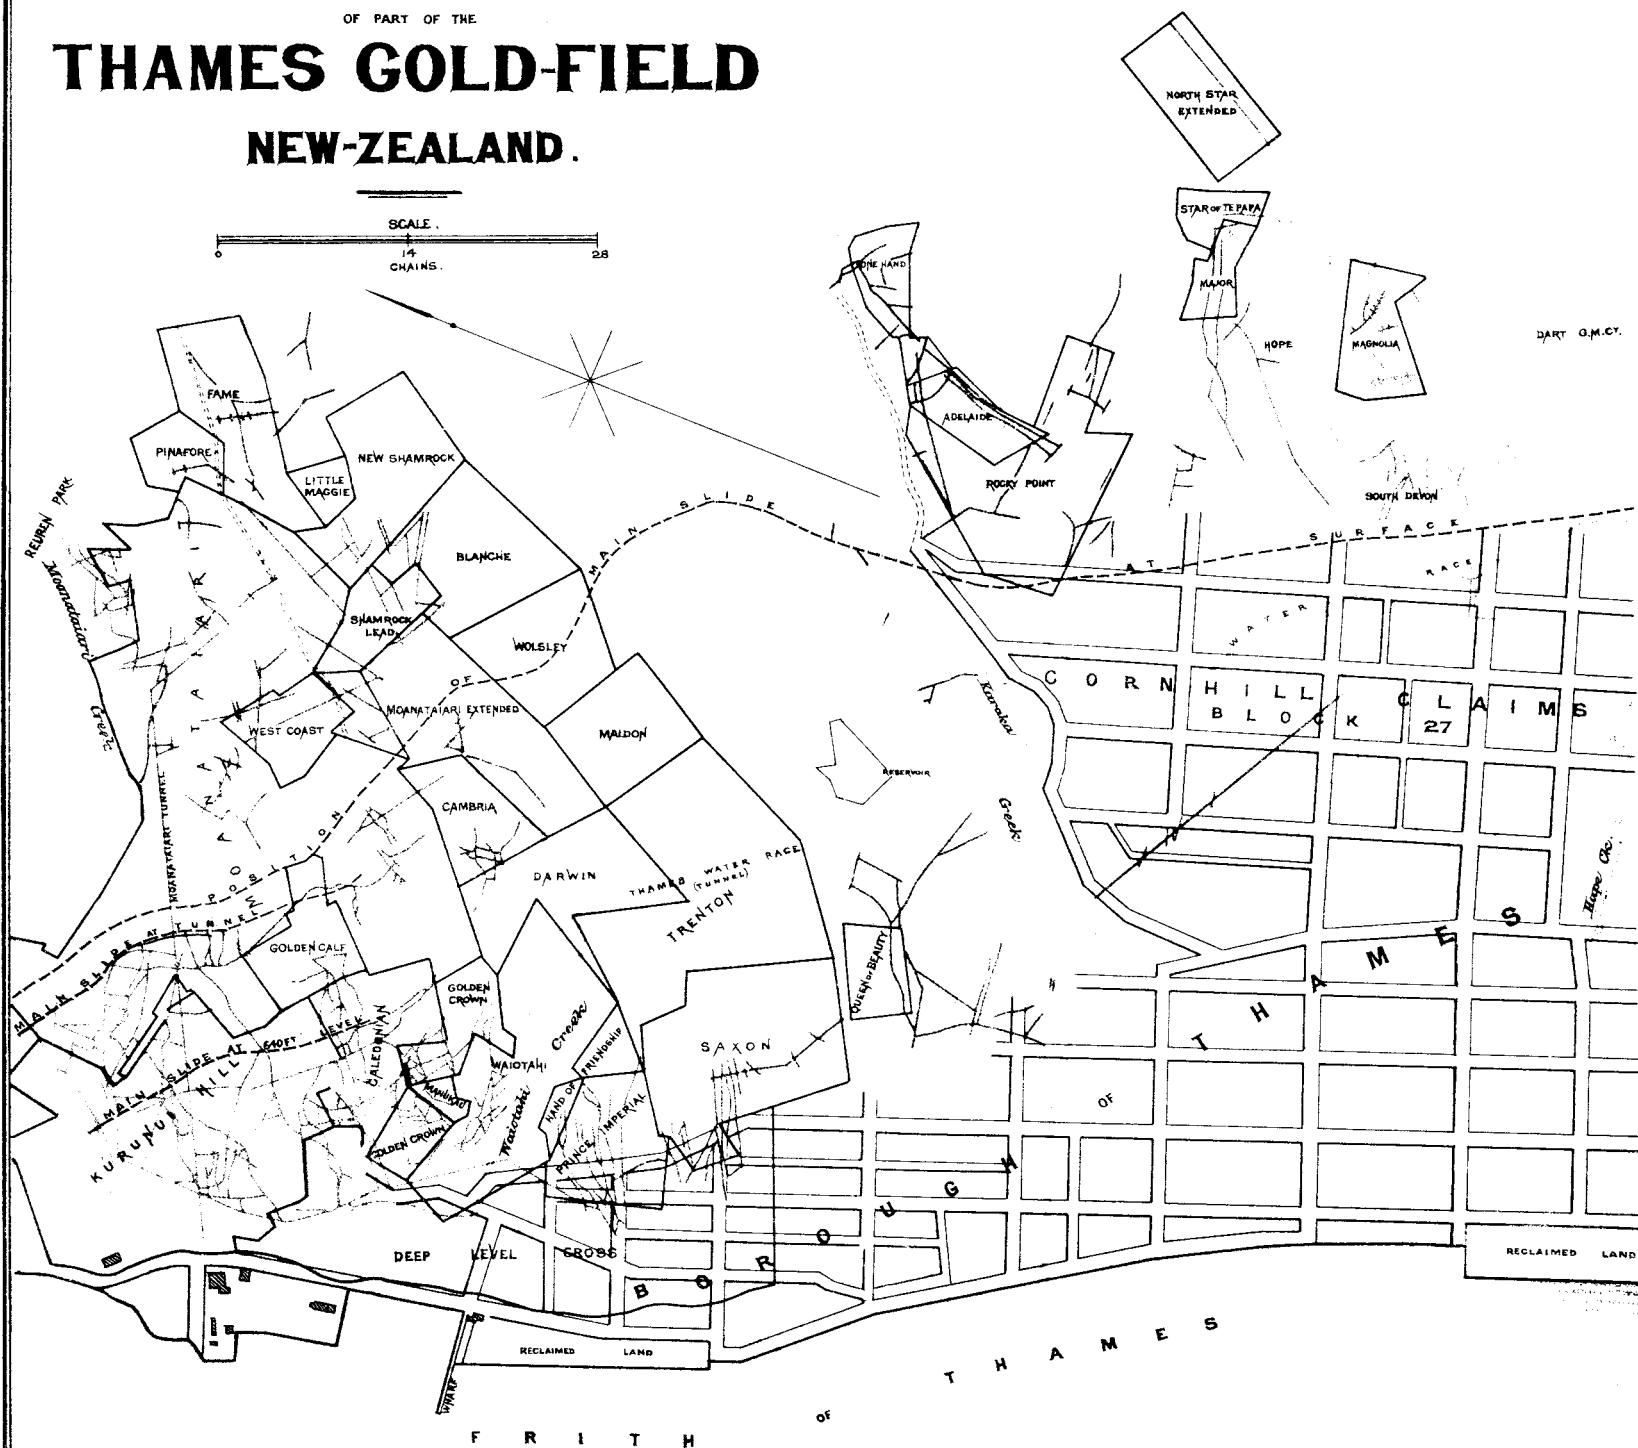 OF PART OF THE
THAMES GOLD-FIELD
NEW-ZEALAND.
SCALE.
0 14 28
CHAINS.
NORTH STAR
EXTENDED
STAR OF TE PAPA
MAJOR
HOPE
MAGNOLIA
DART G.M.CY.
ONE HAND
ADELAIDE
ROCKY POINT
SOUTH DEVON
FAME
PINAFORE
LITTLE
MAGGIE
NEW SHAMROCK
REUBEN PARK
Moanataiari
Creek
BLANCHE
SHAMROCK
LEAD
WOLSLEY
MAIN SLIDE AT SURFACE
WATER RACE
MOANATAIARI
WEST COAST
MOANATAIARI EXTENDED
MALDON
CORNHILL CLAIMS
BLOCK 27
Karaka
Creek
RESERVOIR
CAMBRIA
MOANATAIARI TUNNEL
POSITION OF
DARWIN
THAMES WATER RACE
(TUNNEL)
TRENTON
Hape Ck.
MAIN SLIDE AT TUNNEL
GOLDEN CALF
GOLDEN
CROWN
QUEEN OF BEAUTY
MAIN SLIDE AT 640FT LEVEL
CALEDONIAN
KURUNUI HILL
WAIOTAHI
Waiotahi
Creek
HAND OF FRIENDSHIP
SAXON
MANUKAU
GOLDEN CROWN
PRINCE IMPERIAL
BOROUGH
OF
THAMES
DEEP LEVEL CROSS
RECLAIMED LAND
RECLAIMED LAND
WHARF
FRITH OF THAMES